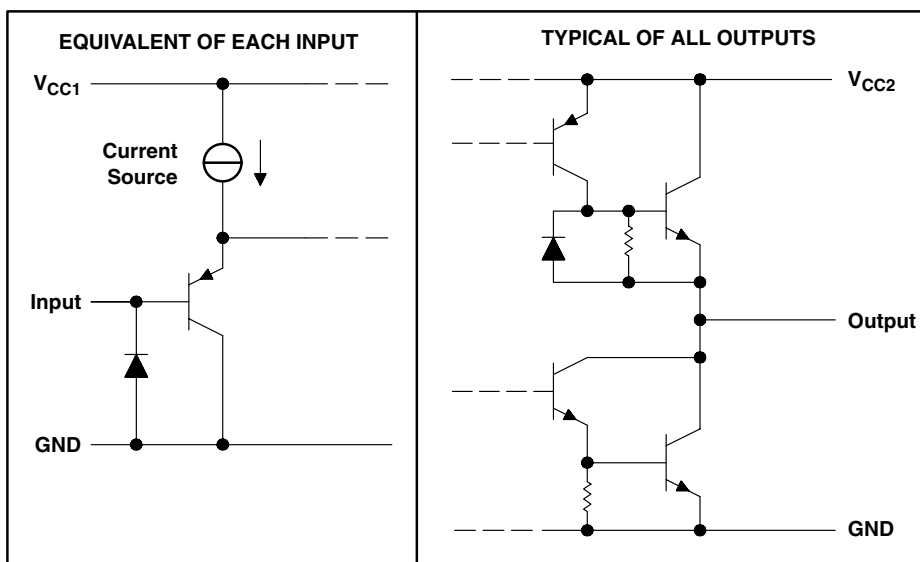 EQUIVALENT OF EACH INPUT
VCC1
Current
Source
Input
GND
TYPICAL OF ALL OUTPUTS
VCC2
Output
GND